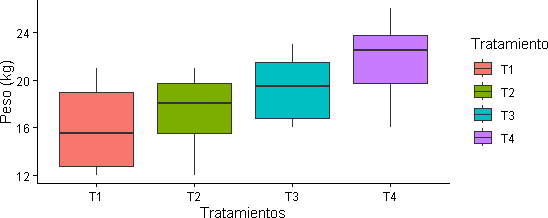 24
20
16
12
Peso (kg)
T1
T2
T3
T4
Tratamientos
Tratamiento
T1
T2
T3
T4